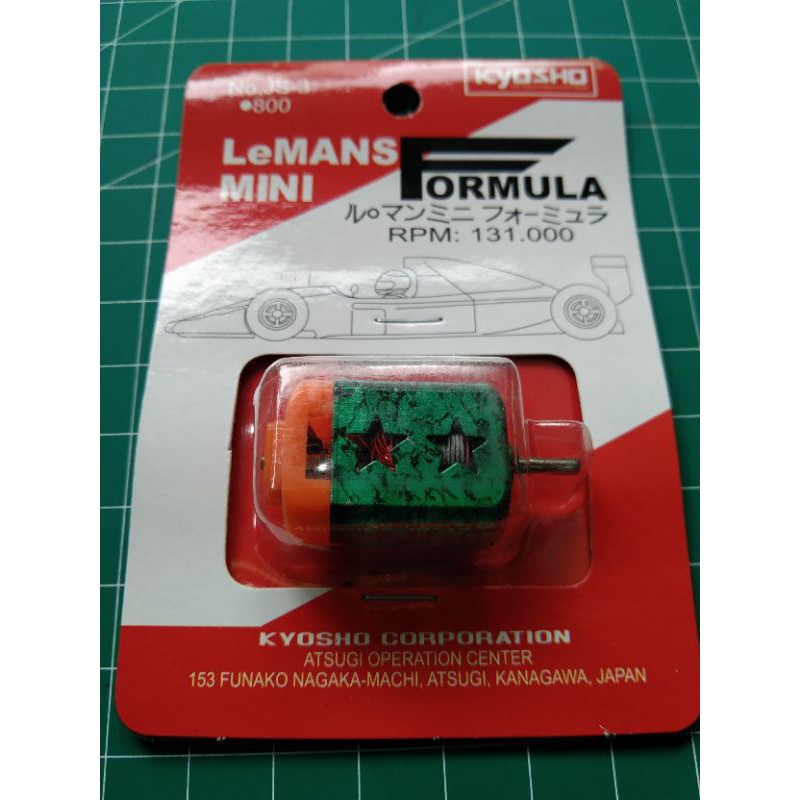 No.JS-3
●800
KYOSHO
LeMANS
MINI
FORMULA
ル。マンミニ フォーミュラ
RPM: 131.000
KYOSHO CORPORATION
ATSUGI OPERATION CENTER
153 FUNAKO NAGAKA-MACHI, ATSUGI, KANAGAWA, JAPAN